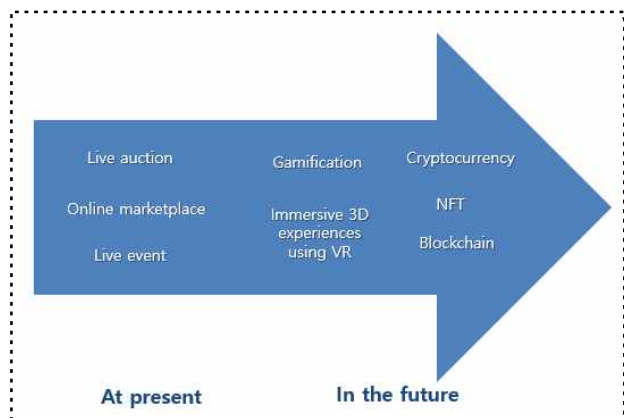 Live auction
Online marketplace
Live event
Gamification
Immersive 3D
experiences
using VR
Cryptocurrency
NFT
Blockchain
At present
In the future